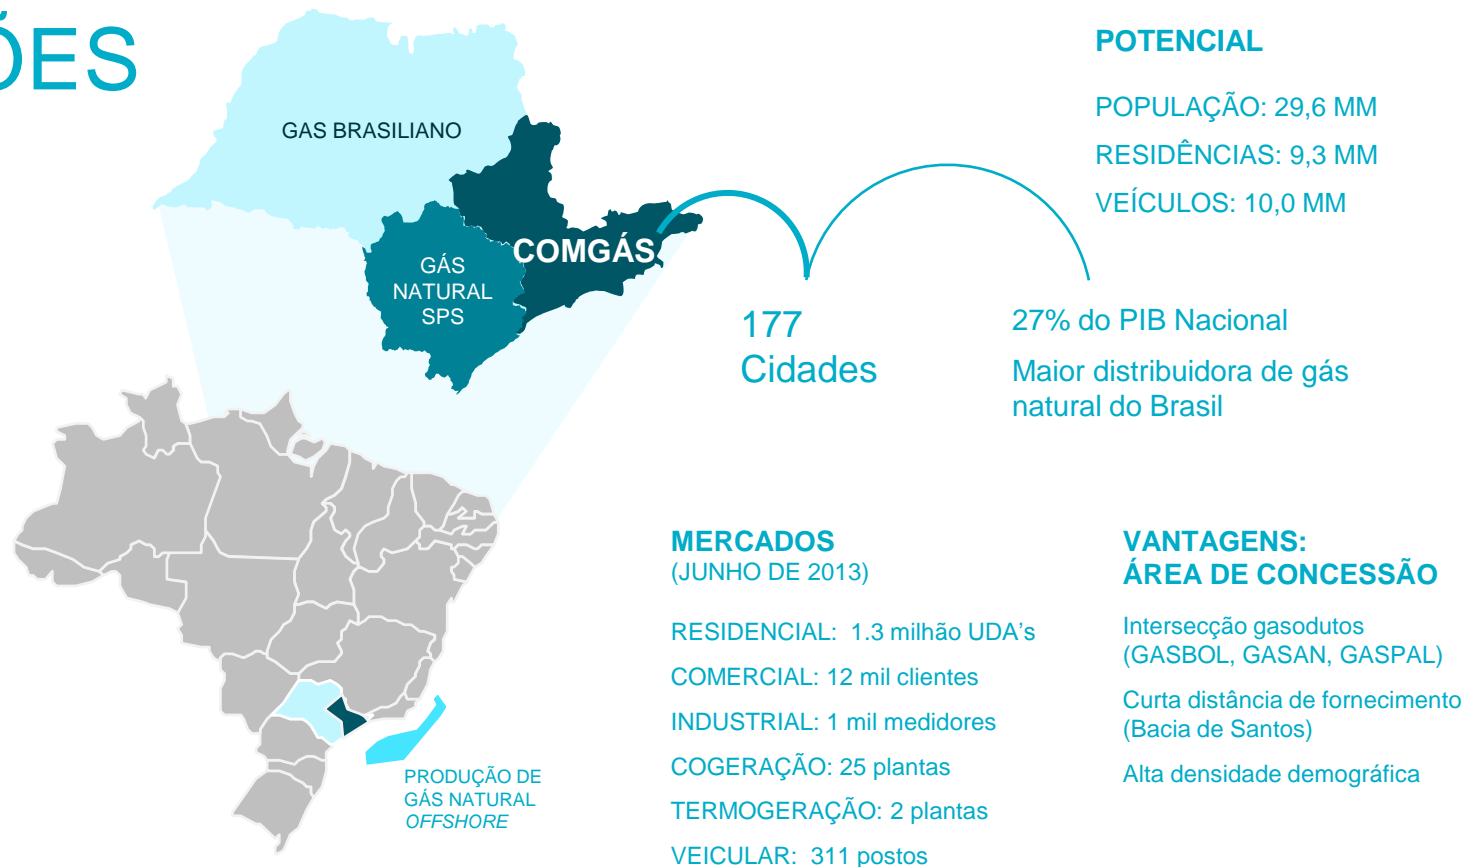 ÕES
GAS BRASILIANO
COMGÁS
GÁS
NATURAL
SPS
POTENCIAL
POPULAÇÃO: 29,6 MM
RESIDÊNCIAS: 9,3 MM
VEÍCULOS: 10,0 MM
177
Cidades
27% do PIB Nacional
Maior distribuidora de gás
natural do Brasil
MERCADOS
(JUNHO DE 2013)
RESIDENCIAL: 1.3 milhão UDA's
COMERCIAL: 12 mil clientes
INDUSTRIAL: 1 mil medidores
COGERAÇÃO: 25 plantas
TERMOGERAÇÃO: 2 plantas
VEICULAR: 311 postos
VANTAGENS:
ÁREA DE CONCESSÃO
Intersecção gasodutos
(GASBOL, GASAN, GASPAL)
Curta distância de fornecimento
(Bacia de Santos)
Alta densidade demográfica
PRODUÇÃO DE
GÁS NATURAL
OFFSHORE